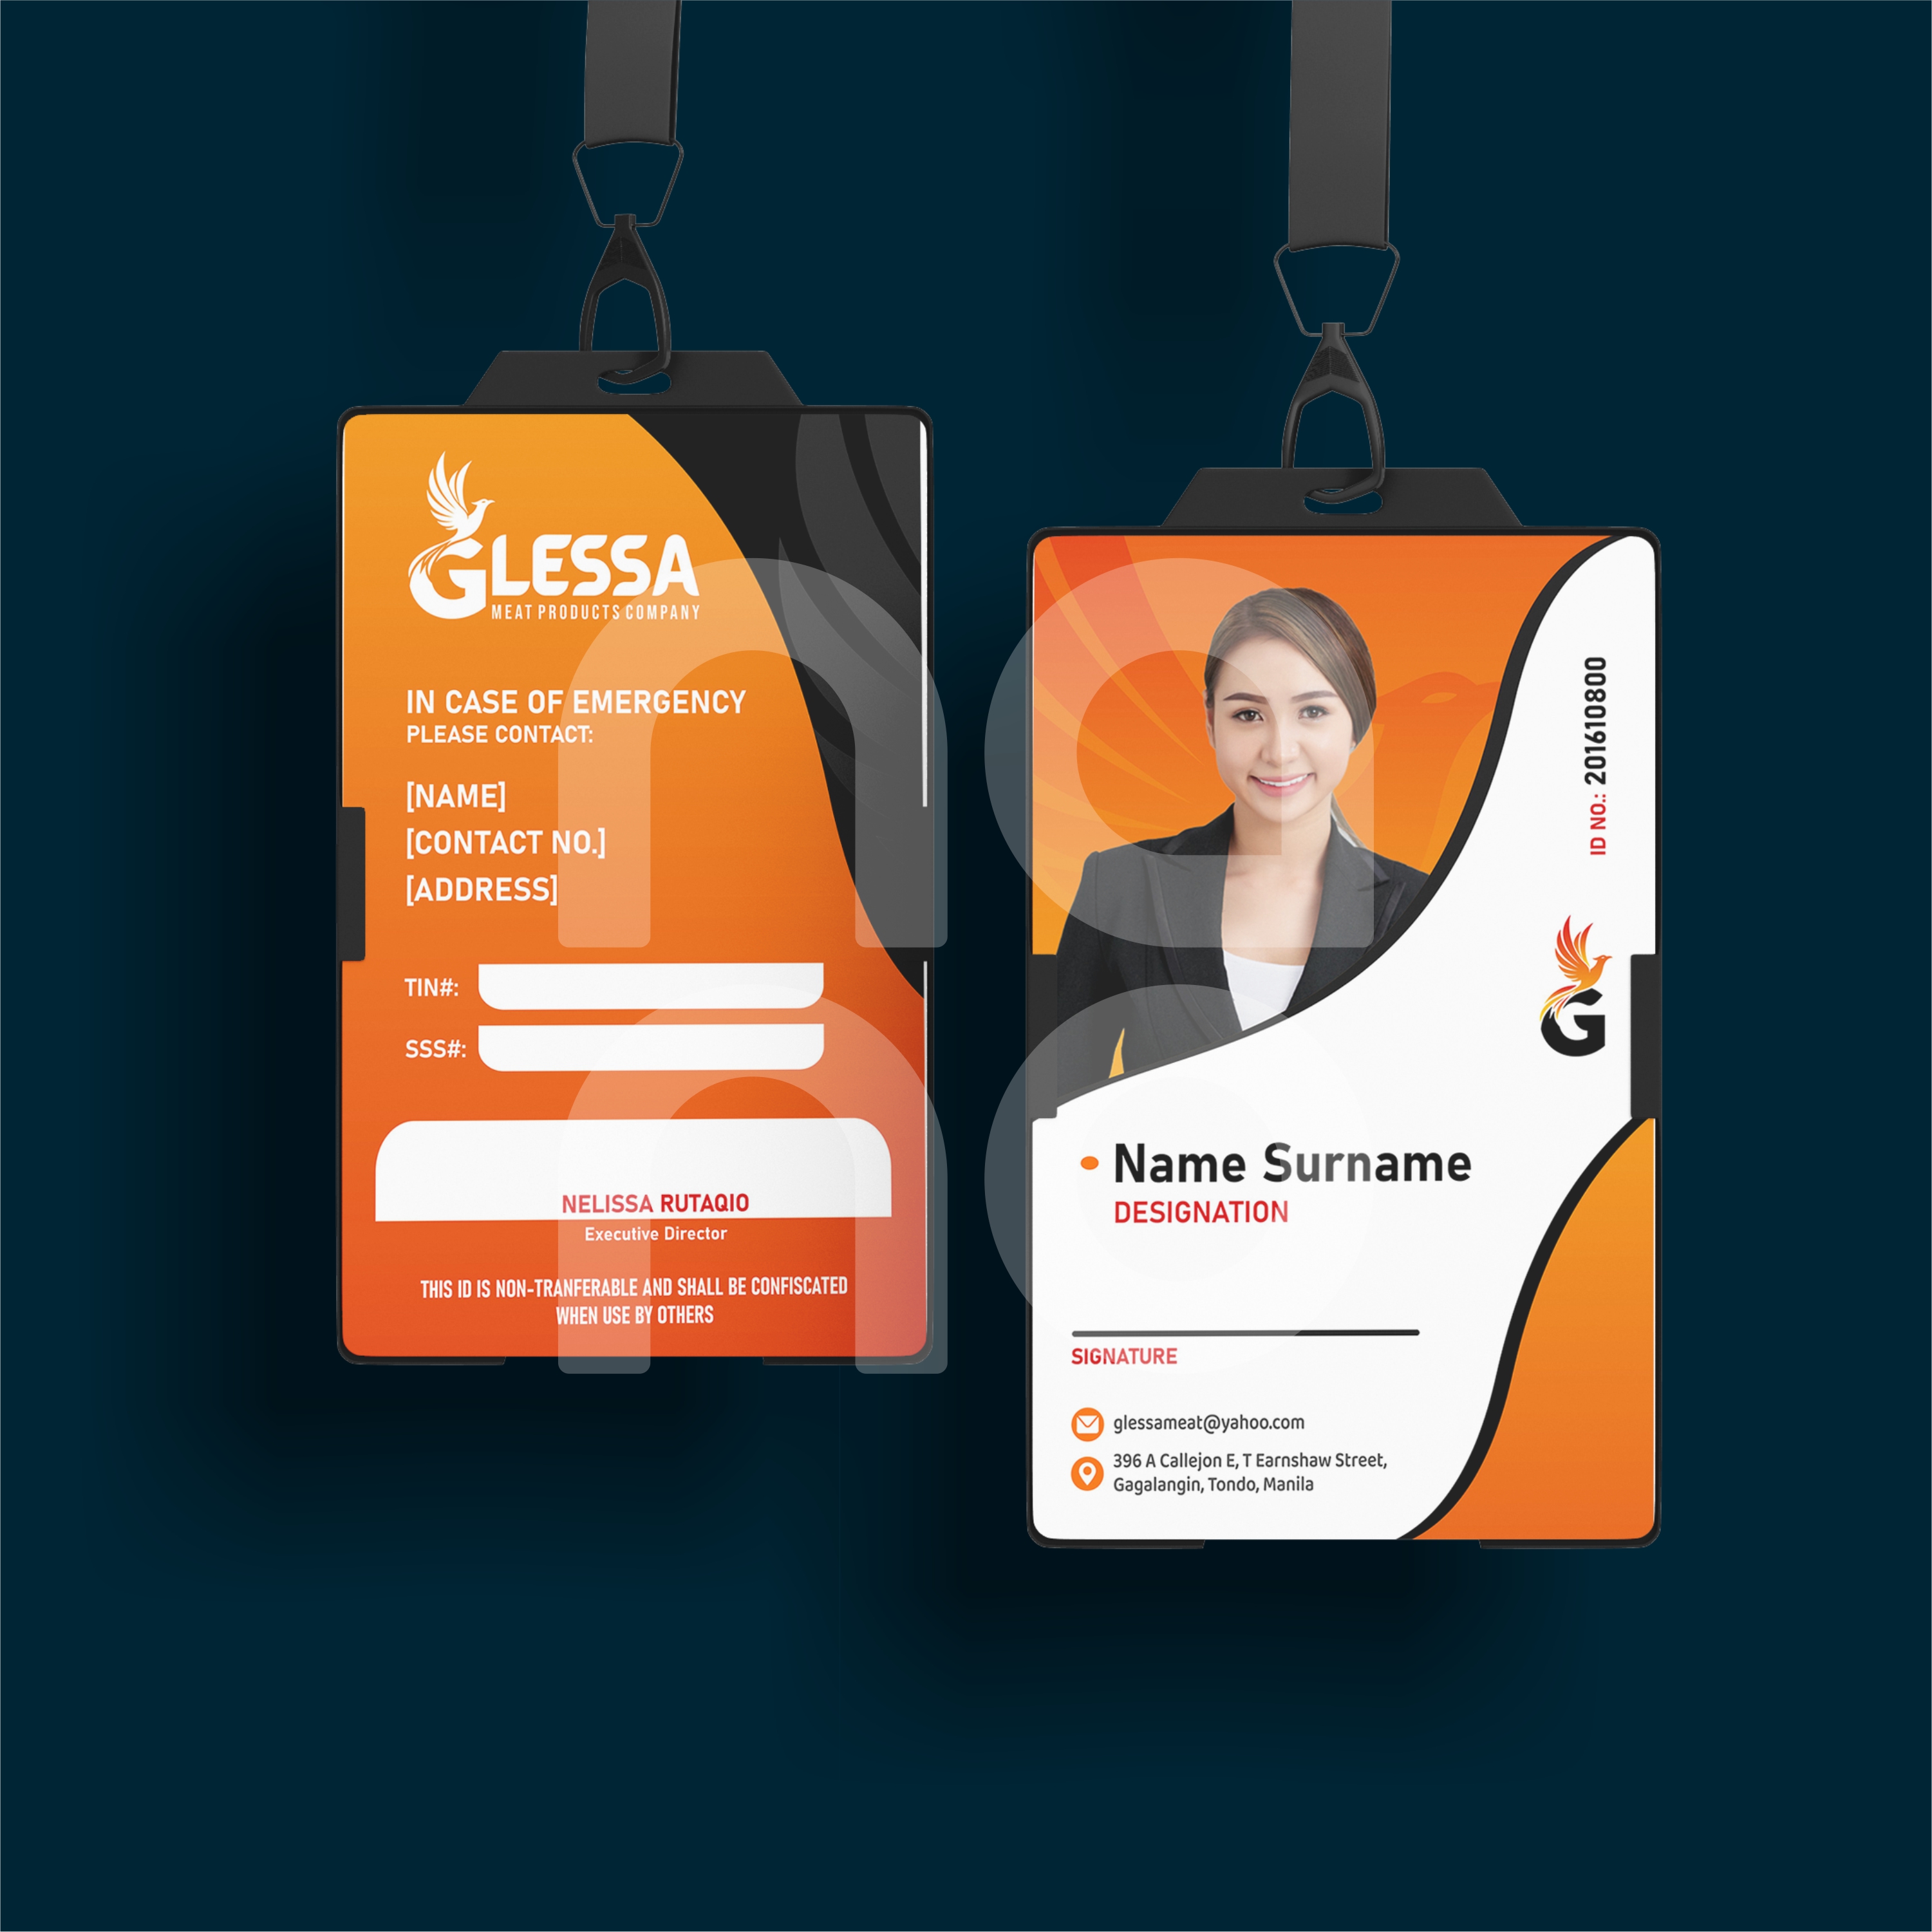 GLESSA
MEAT PRODUCTS COMPANY
IN CASE OF EMERGENCY
PLEASE CONTACT:
[NAME]
[CONTACT NO.]
[ADDRESS]
TIN#:
SSS#:
NELISSA RUTAQIO
Executive Director
THIS ID IS NON-TRANFERABLE AND SHALL BE CONFISCATED
WHEN USE BY OTHERS
ID NO.: 201610800
G
Name Surname
DESIGNATION
SIGNATURE
glessameat@yahoo.com
396 A Callejon E, T Earnshaw Street,
Gagalangin, Tondo, Manila